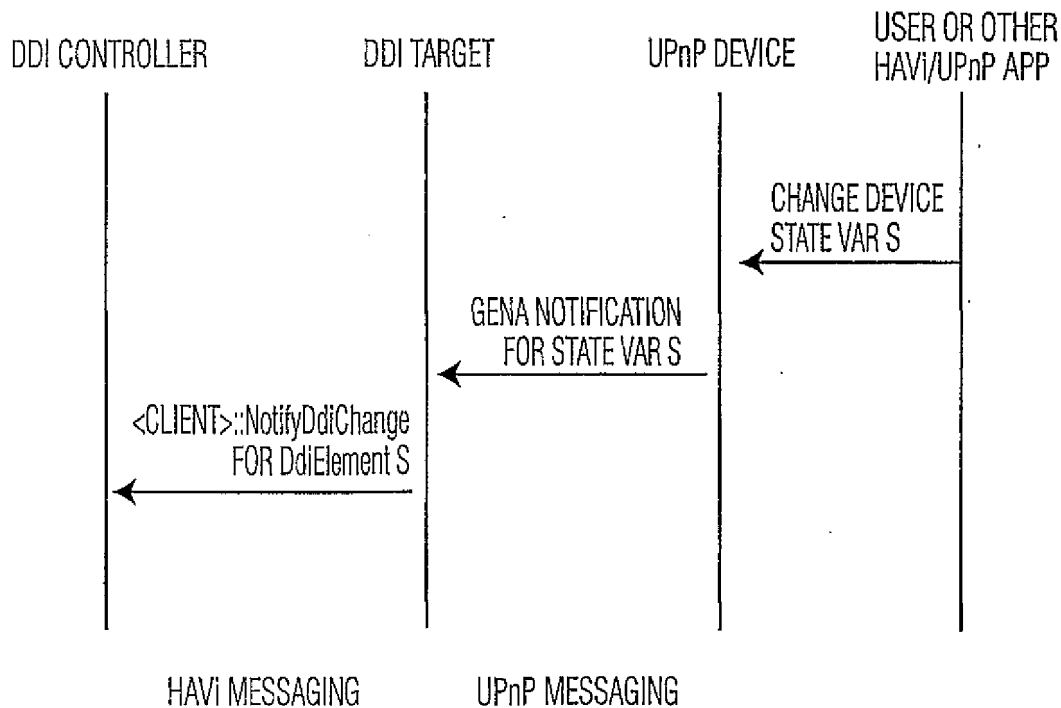 DDI CONTROLLER
DDI TARGET
UPnP DEVICE
USER OR OTHER
HAVi/UPnP APP
CHANGE DEVICE
STATE VAR S
GENA NOTIFICATION
FOR STATE VAR S
<CLIENT>::NotifyDdiChange
FOR DdiElement S
HAVi MESSAGING
UPnP MESSAGING